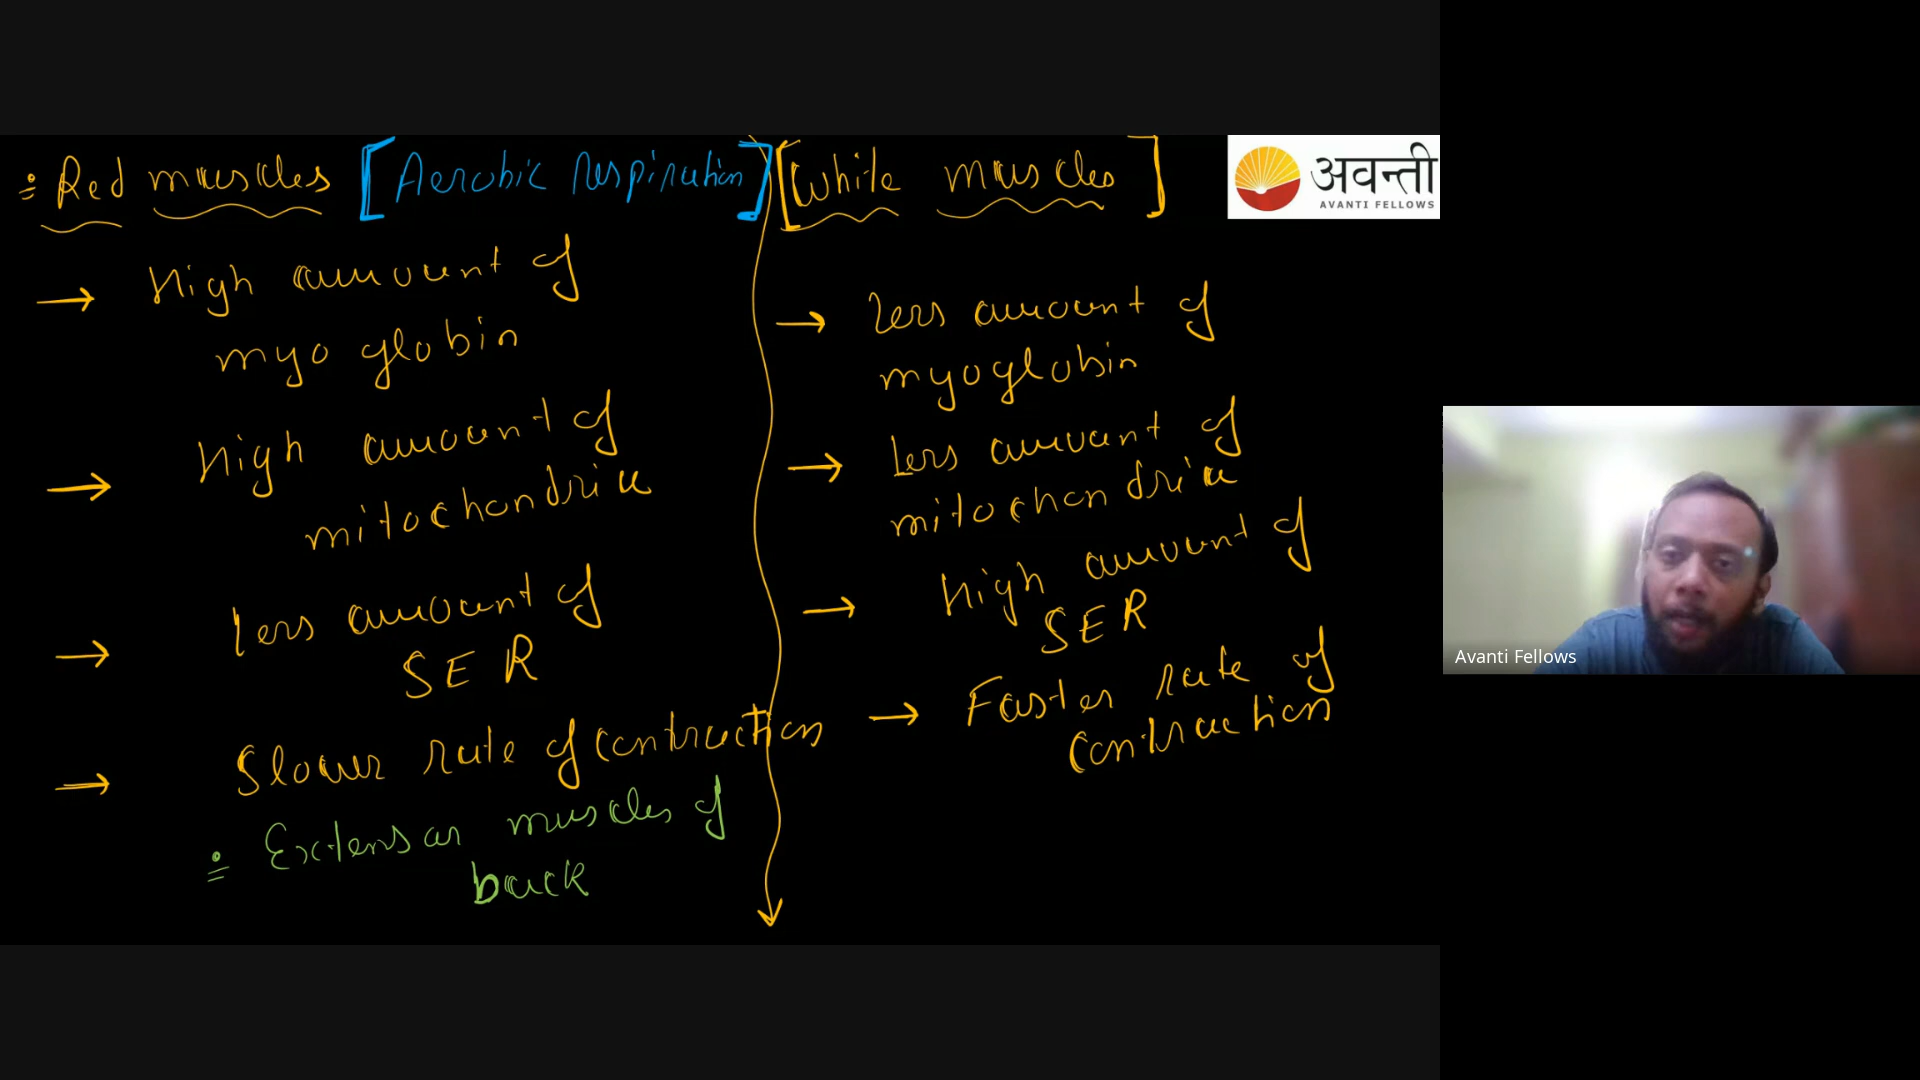 Red muscles [Aerobic Respiration]
→ High amount of
myoglobin
→ High amount of
mitochondria
→ less amount of
SER
→ Slower rate of contraction
Extensor muscles of
back
[White muscles]
→ less amount of
myoglobin
→ Less amount of
mitochondria
→ High amount of
SER
→ Faster rate of
contraction
अवन्ती
AVANTI FELLOWS
Avanti Fellows